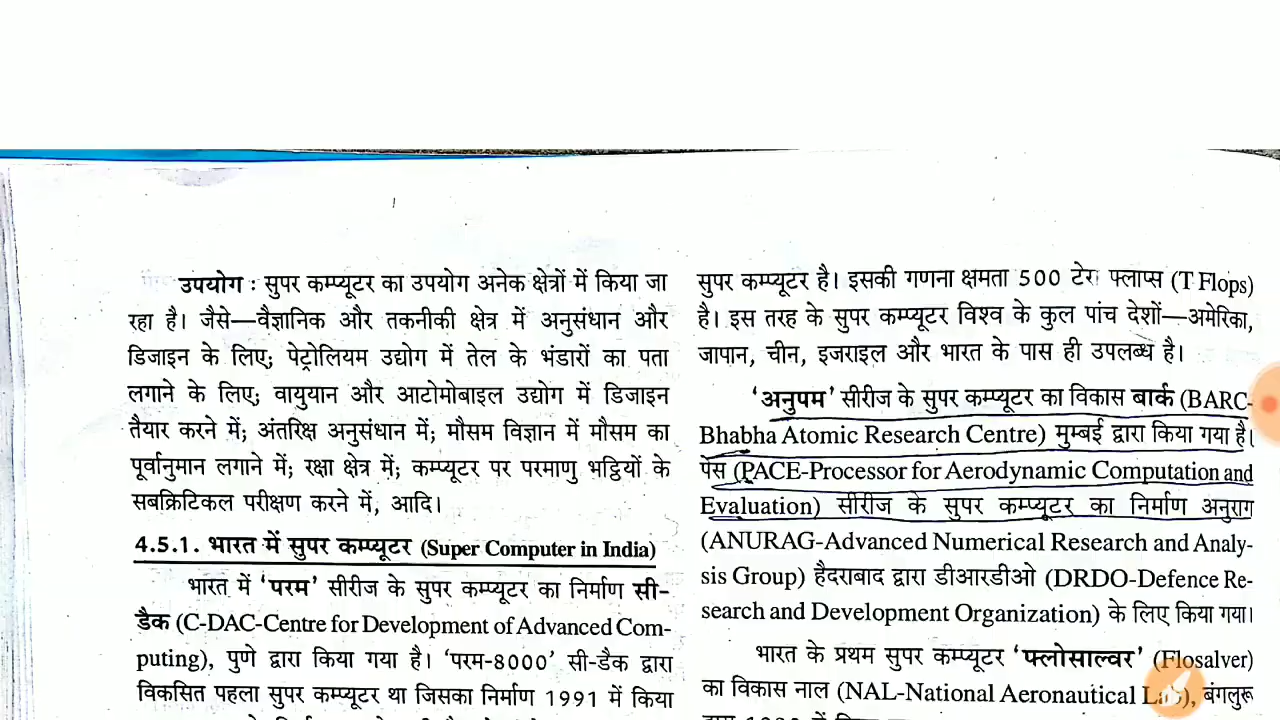 उपयोग : सुपर कम्प्यूटर का उपयोग अनेक क्षेत्रों में किया जा
रहा है। जैसे—वैज्ञानिक और तकनीकी क्षेत्र में अनुसंधान और
डिजाइन के लिए; पेट्रोलियम उद्योग में तेल के भंडारों का पता
लगाने के लिए; वायुयान और आटोमोबाइल उद्योग में डिजाइन
तैयार करने में; अंतरिक्ष अनुसंधान में; मौसम विज्ञान में मौसम का
पूर्वानुमान लगाने में; रक्षा क्षेत्र में; कम्प्यूटर पर परमाणु भट्ठियों के
सबक्रिटिकल परीक्षण करने में, आदि।
4.5.1. भारत में सुपर कम्प्यूटर (Super Computer in India)
भारत में ‘परम’ सीरीज के सुपर कम्प्यूटर का निर्माण सी-
डैक (C-DAC-Centre for Development of Advanced Com-
puting), पुणे द्वारा किया गया है। ‘परम-8000’ सी-डैक द्वारा
विकसित पहला सुपर कम्प्यूटर था जिसका निर्माण 1991 में किया
सुपर कम्प्यूटर है। इसकी गणना क्षमता 500 टेरा फ्लाप्स (T Flops)
है। इस तरह के सुपर कम्प्यूटर विश्व के कुल पांच देशों—अमेरिका,
जापान, चीन, इजराइल और भारत के पास ही उपलब्ध है।
‘अनुपम’ सीरीज के सुपर कम्प्यूटर का विकास बार्क (BARC-
Bhabha Atomic Research Centre) मुम्बई द्वारा किया गया है।
पेस (PACE-Processor for Aerodynamic Computation and
Evaluation) सीरीज के सुपर कम्प्यूटर का निर्माण अनुराग
(ANURAG-Advanced Numerical Research and Analy-
sis Group) हैदराबाद द्वारा डीआरडीओ (DRDO-Defence Re-
search and Development Organization) के लिए किया गया।
भारत के प्रथम सुपर कम्प्यूटर ‘फ्लोसाल्वर’ (Flosalver)
का विकास नाल (NAL-National Aeronautical Lab), बंगलुरू